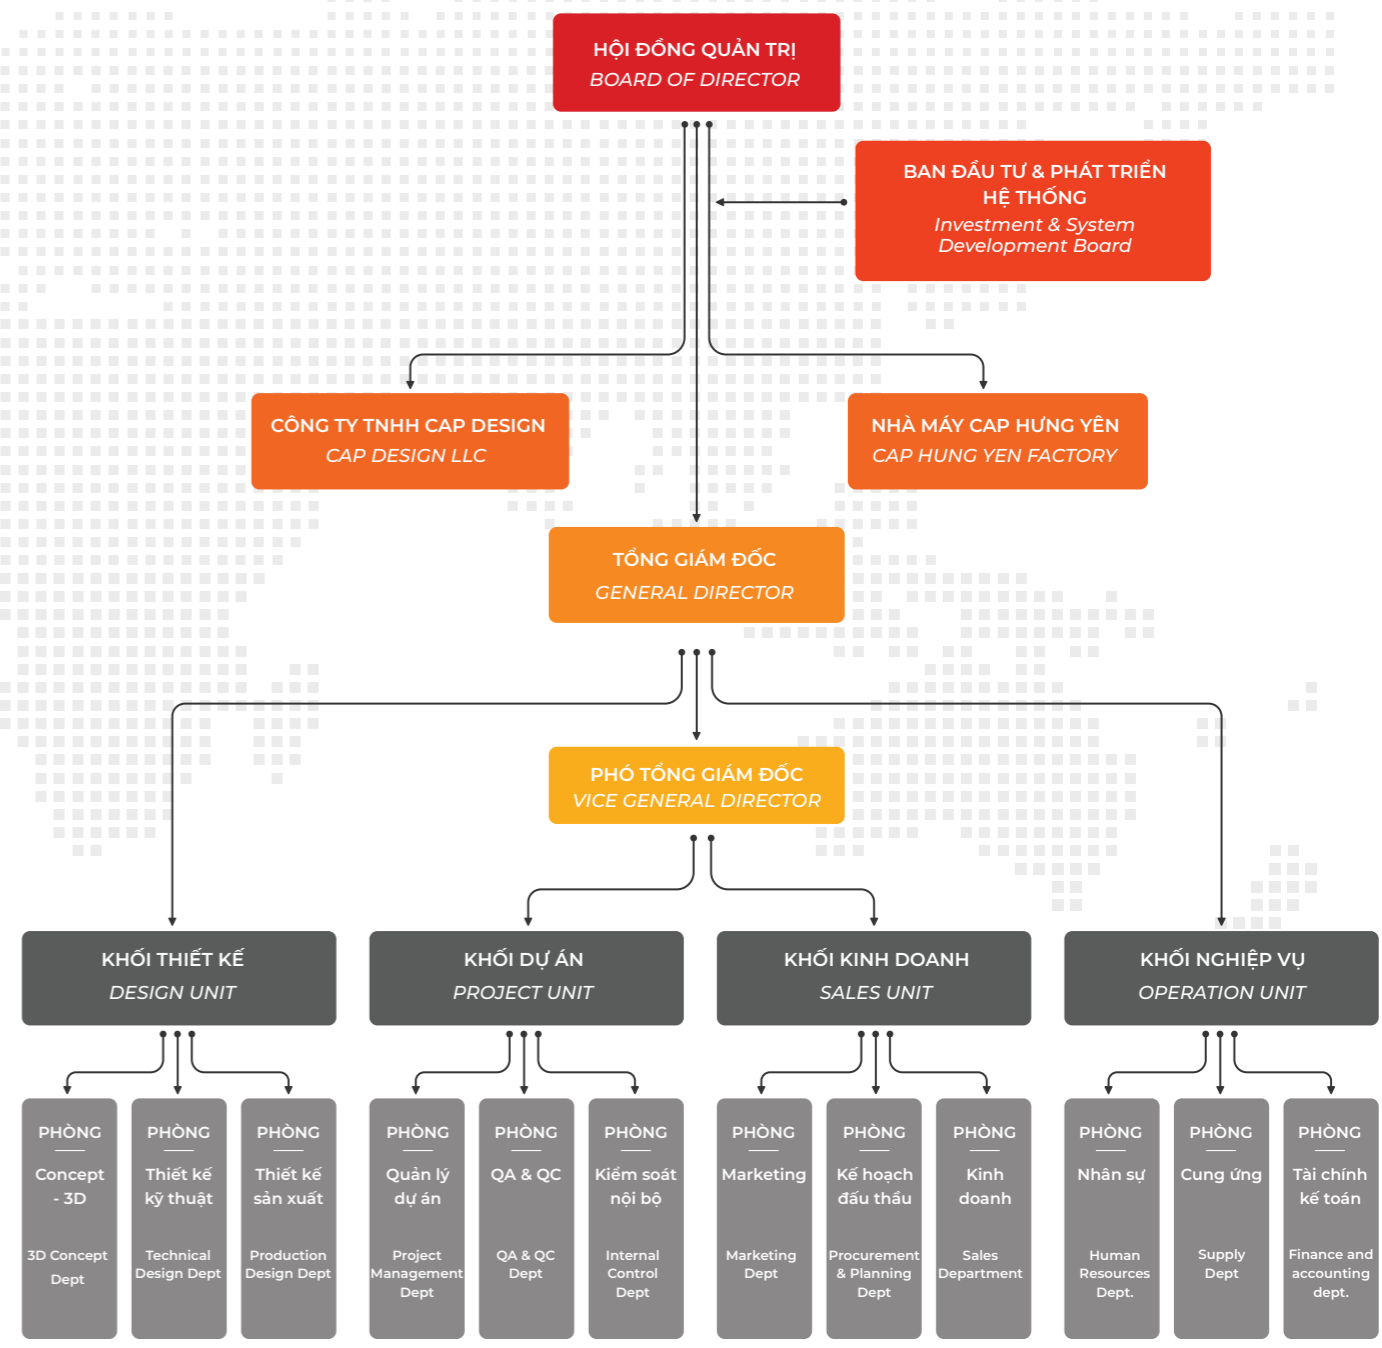 HỘI ĐỒNG QUẢN TRỊ
BOARD OF DIRECTOR
BAN ĐẦU TƯ & PHÁT TRIỂN
HỆ THỐNG
Investment & System
Development Board
CÔNG TY TNHH CAP DESIGN
CAP DESIGN LLC
NHÀ MÁY CAP HƯNG YÊN
CAP HUNG YEN FACTORY
TỔNG GIÁM ĐỐC
GENERAL DIRECTOR
PHÓ TỔNG GIÁM ĐỐC
VICE GENERAL DIRECTOR
KHỐI THIẾT KẾ
DESIGN UNIT
KHỐI DỰ ÁN
PROJECT UNIT
KHỐI KINH DOANH
SALES UNIT
KHỐI NGHIỆP VỤ
OPERATION UNIT
PHÒNG
Concept
- 3D
3D Concept
Dept
PHÒNG
Thiết kế
kỹ thuật
Technical
Design Dept
PHÒNG
Thiết kế
sản xuất
Production
Design Dept
PHÒNG
Quản lý
dự án
Project
Management
Dept
PHÒNG
QA & QC
QA & QC
Dept
PHÒNG
Kiểm soát
nội bộ
Internal
Control
Dept
PHÒNG
Marketing
Marketing
Dept
PHÒNG
Kế hoạch
đấu thầu
Procurement
& Planning
Dept
PHÒNG
Kinh
doanh
Sales
Department
PHÒNG
Nhân sự
Human
Resources
Dept.
PHÒNG
Cung ứng
Supply
Dept
PHÒNG
Tài chính
kế toán
Finance and
accounting
dept.